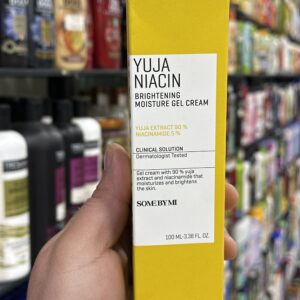 YUJA
NIACIN
BRIGHTENING
MOISTURE GEL CREAM
YUJA EXTRACT 90 %
NIACINAMIDE 5 %
CLINICAL SOLUTION
Dermatologist Tested
Gel cream with 90 % yuja
extract and niacinamide that
moisturizes and brightens
the skin.
SOME BY MI
100 ML·3.38 FL. OZ.